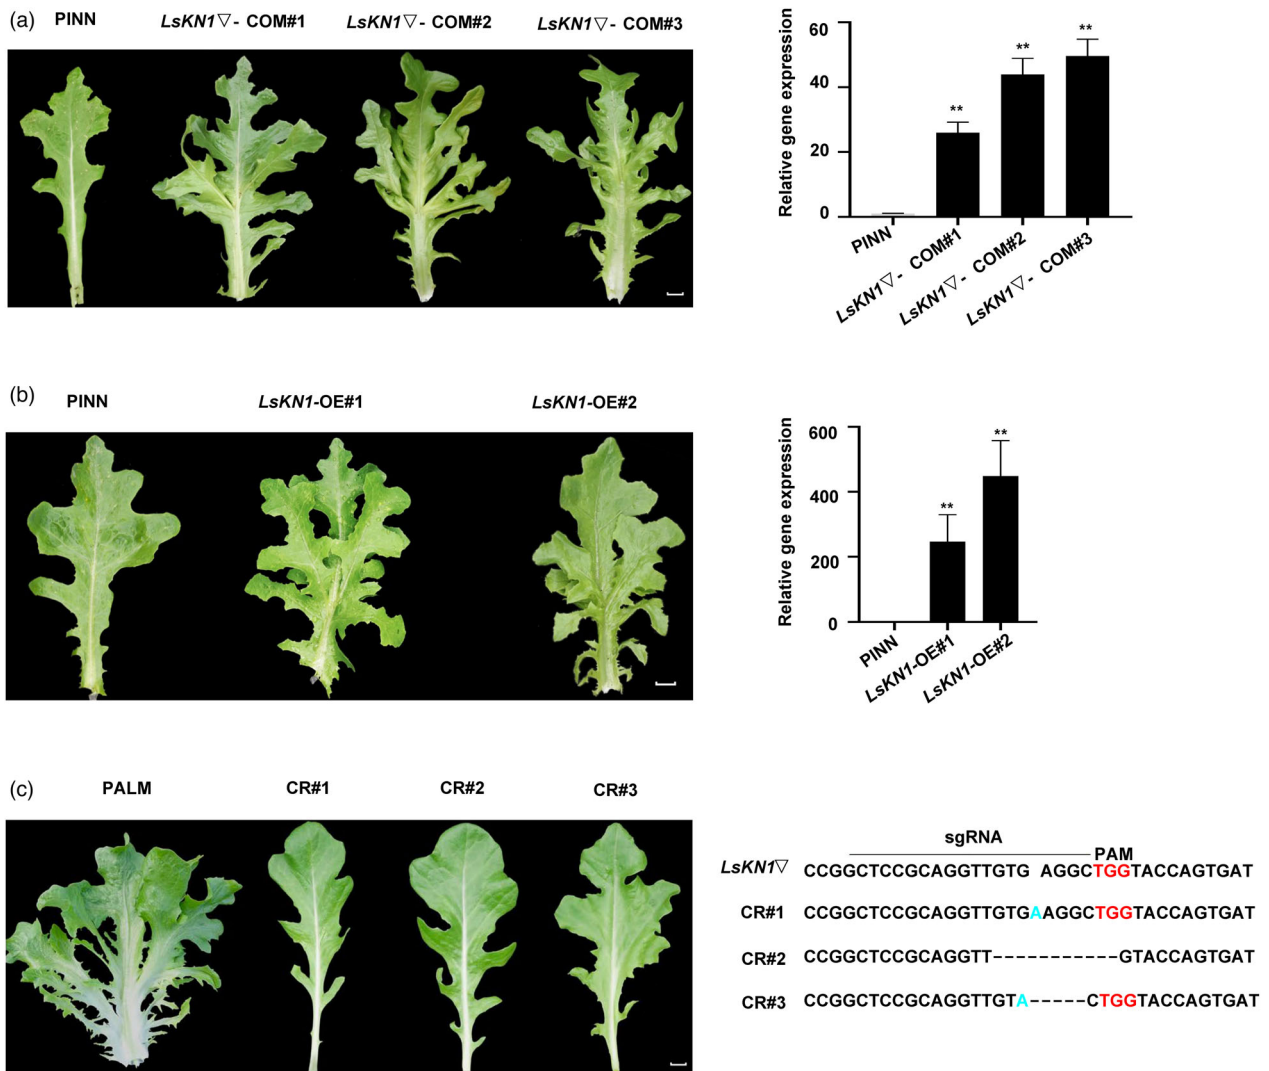 (a)
PINN
LsKN1▽- COM#1
LsKN1▽- COM#2
LsKN1▽- COM#3
Relative gene expression
60
40
20
0
**
**
**
PINN
LsKN1▽- COM#1
LsKN1▽- COM#2
LsKN1▽- COM#3
(b)
PINN
LsKN1-OE#1
LsKN1-OE#2
Relative gene expression
600
400
200
0
**
**
PINN
LsKN1-OE#1
LsKN1-OE#2
(c)
PALM
CR#1
CR#2
CR#3
sgRNA
PAM
LsKN1▽ CCGGCTCCGCAGGTTGTG AGGCTGGTACCAGTGAT
CR#1 CCGGCTCCGCAGGTTGTGAAGGCTGGTACCAGTGAT
CR#2 CCGGCTCCGCAGGTT-----------GTACCAGTGAT
CR#3 CCGGCTCCGCAGGTTGTA-----CTGGTACCAGTGAT